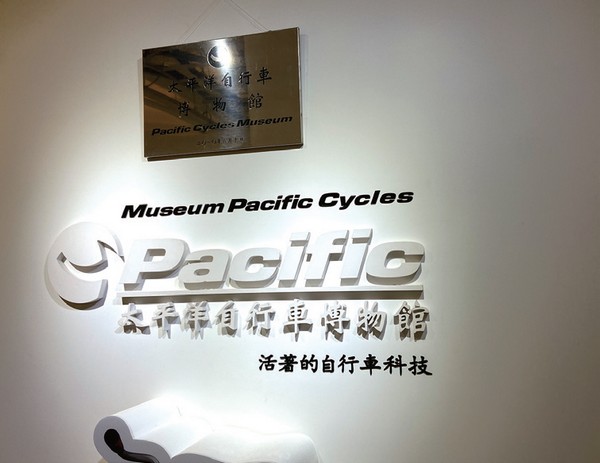 太平洋自行車
博物館
Pacific Cycles Museum
Museum Pacific Cycles
Pacific
太平洋自行車博物館
活著的自行車科技